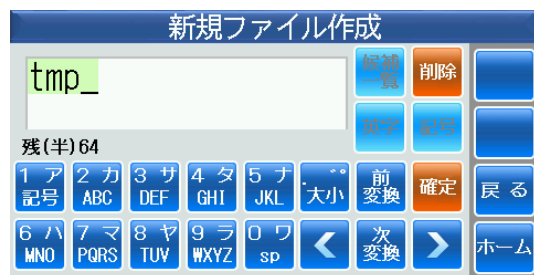 新規ファイル作成
tmp_
候補一覧
削除
英字
記号
残(半)64
1 ア 記号
2 カ ABC
3 サ DEF
4 タ GHI
5 ナ JKL
大小
前変換
確定
戻る
6 ハ MNO
7 マ PQRS
8 ヤ TUV
9 ラ WXYZ
0 ワ sp
次変換
ホーム